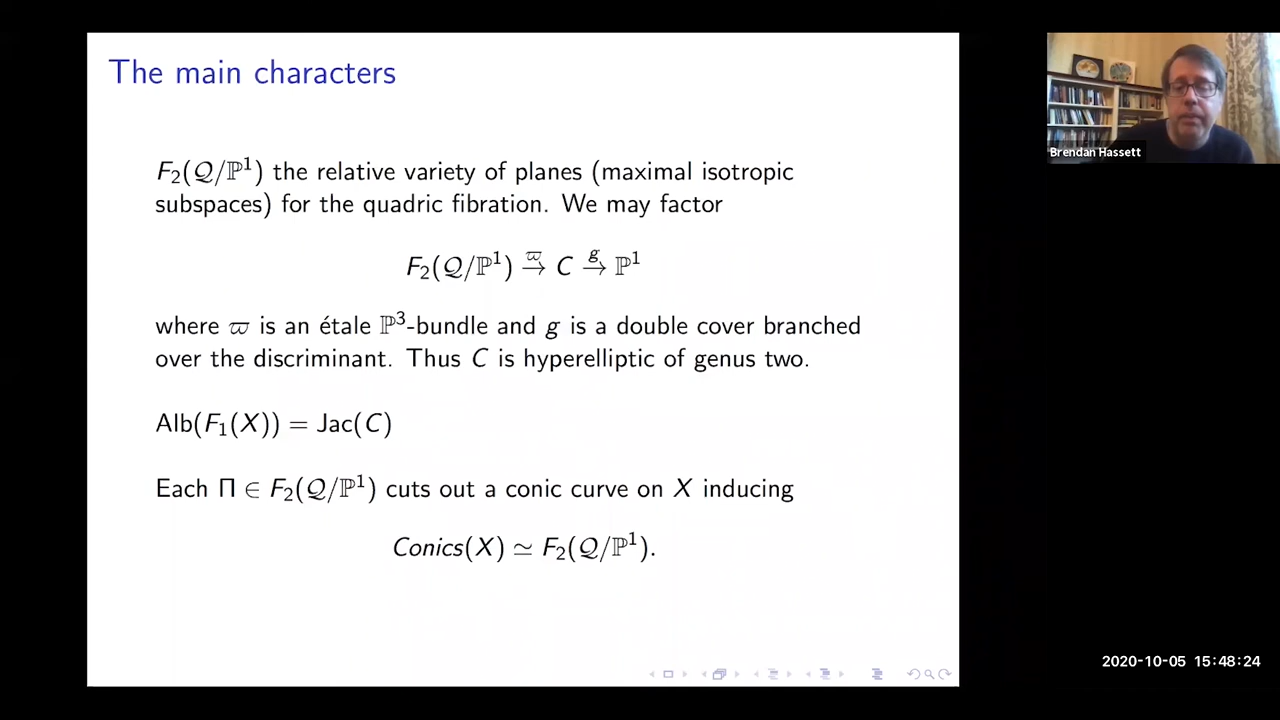 The main characters
F₂(𝒬/ℙ¹) the relative variety of planes (maximal isotropic
subspaces) for the quadric fibration. We may factor
F₂(𝒬/ℙ¹) →^ϖ C →^g ℙ¹
where ϖ is an étale ℙ³-bundle and g is a double cover branched
over the discriminant. Thus C is hyperelliptic of genus two.
Alb(F₁(X)) = Jac(C)
Each Π ∈ F₂(𝒬/ℙ¹) cuts out a conic curve on X inducing
Conics(X) ≃ F₂(𝒬/ℙ¹).
Brendan Hassett
2020-10-05 15:48:24